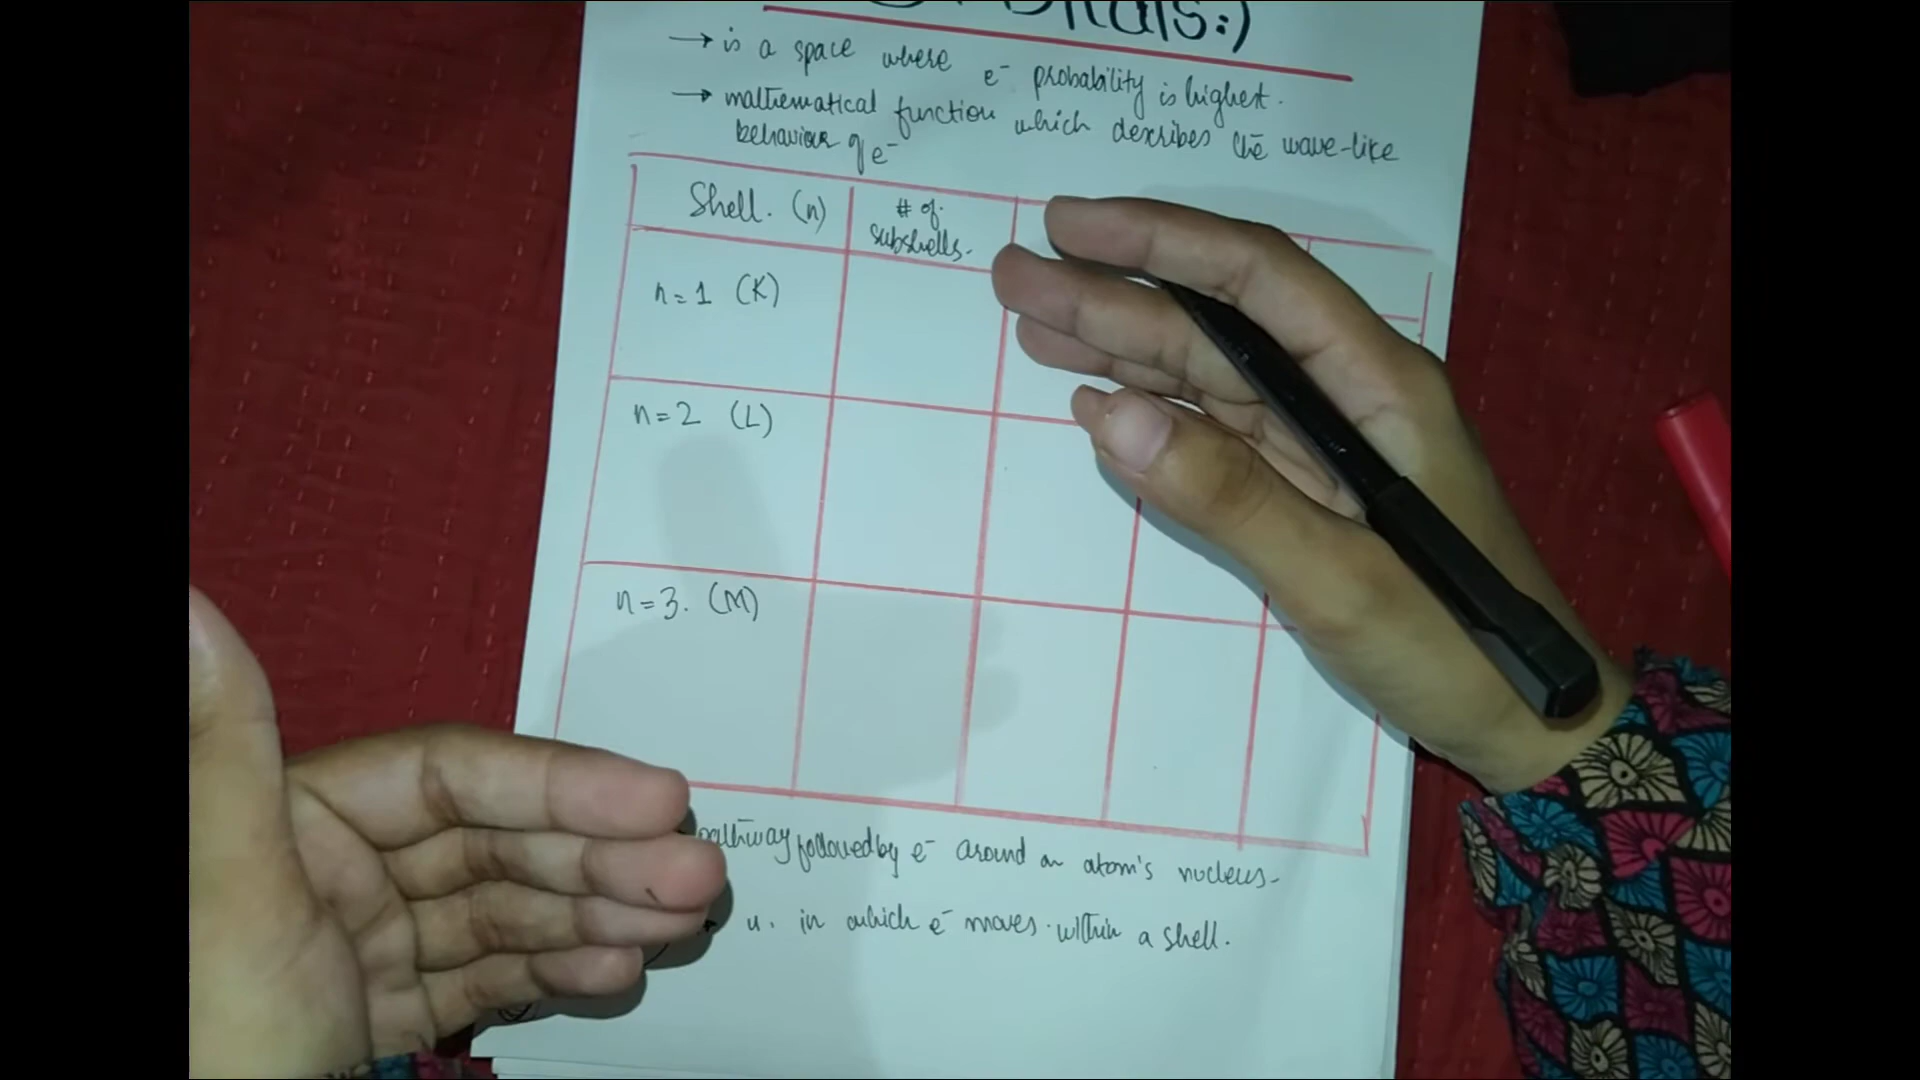 → is a space where e⁻ probability is highest.
→ mathematical function which describes the wave-like
behaviour of e⁻
Shell. (n)
# of
subshells.
n=1 (K)
n=2 (L)
n=3. (M)
pathway followed by e⁻ around an atom's nucleus.
in which e⁻ moves within a shell.